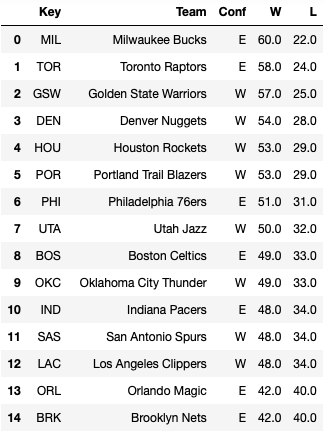 Key Team Conf W L
0 MIL Milwaukee Bucks E 60.0 22.0
1 TOR Toronto Raptors E 58.0 24.0
2 GSW Golden State Warriors W 57.0 25.0
3 DEN Denver Nuggets W 54.0 28.0
4 HOU Houston Rockets W 53.0 29.0
5 POR Portland Trail Blazers W 53.0 29.0
6 PHI Philadelphia 76ers E 51.0 31.0
7 UTA Utah Jazz W 50.0 32.0
8 BOS Boston Celtics E 49.0 33.0
9 OKC Oklahoma City Thunder W 49.0 33.0
10 IND Indiana Pacers E 48.0 34.0
11 SAS San Antonio Spurs W 48.0 34.0
12 LAC Los Angeles Clippers W 48.0 34.0
13 ORL Orlando Magic E 42.0 40.0
14 BRK Brooklyn Nets E 42.0 40.0